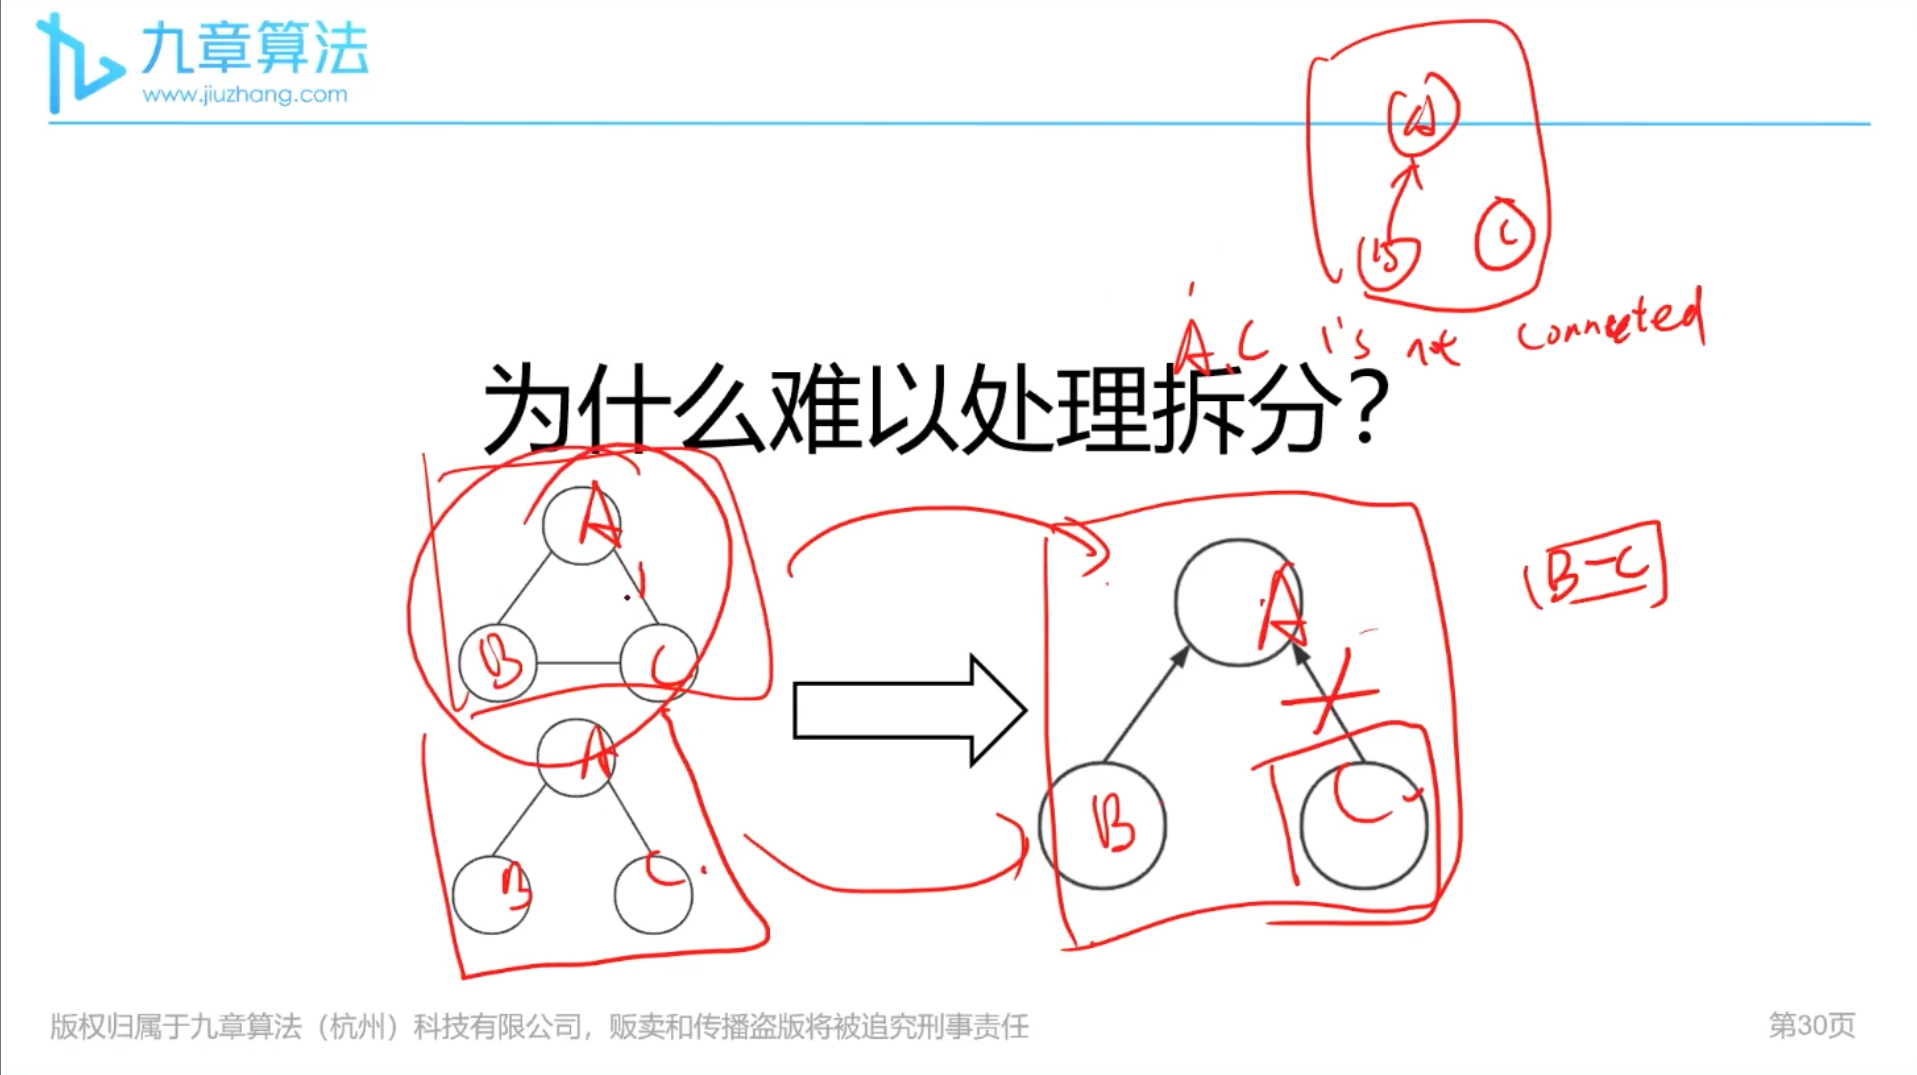 九章算法
www.jiuzhang.com
A
B
C
A.C is not connected
为什么难以处理拆分?
A
B
C
A
B
C
A
B
C
B-C
版权归属于九章算法（杭州）科技有限公司，贩卖和传播盗版将被追究刑事责任
第30页